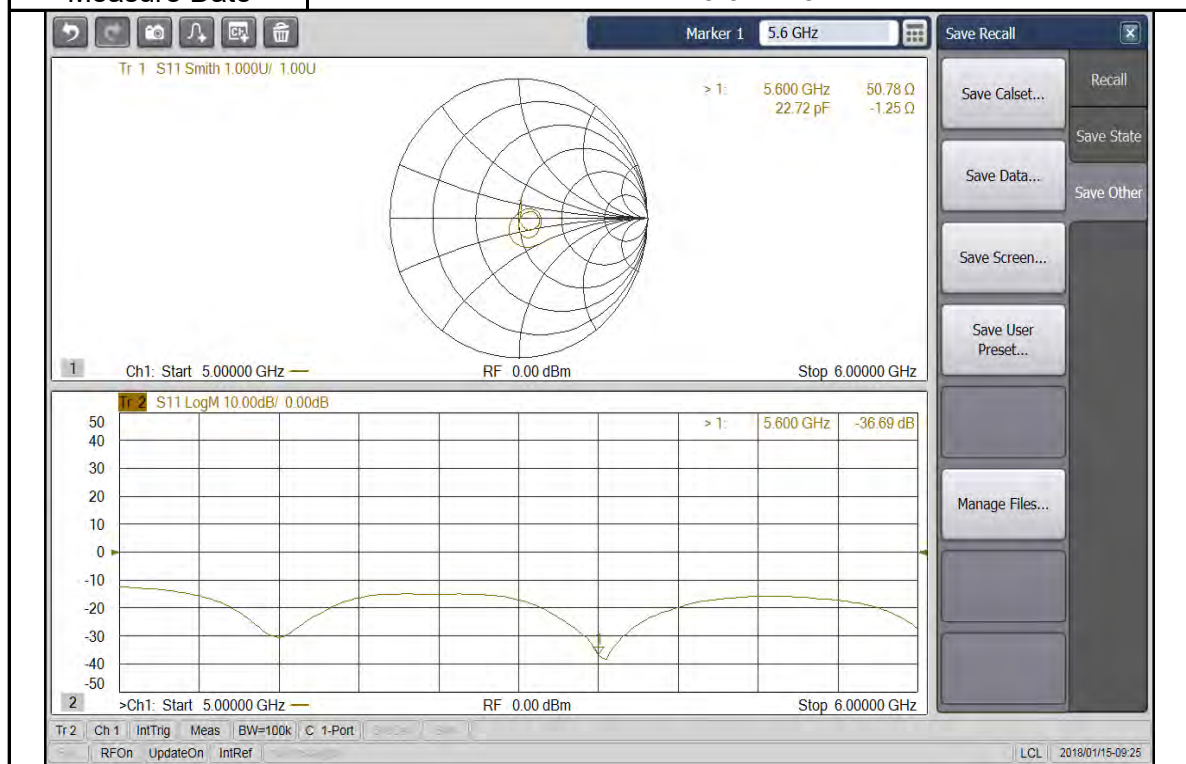 Measure Date
Marker 1 5.6 GHz
Save Recall
Tr 1 S11 Smith 1.000U/ 1.00U
> 1: 5.600 GHz 50.78 Ω
22.72 pF -1.25 Ω
1
Ch1: Start 5.00000 GHz
RF 0.00 dBm
Stop 6.00000 GHz
Tr 2 S11 LogM 10.00dB/ 0.00dB
> 1: 5.600 GHz -36.69 dB
50
40
30
20
10
0
-10
-20
-30
-40
-50
1
2
>Ch1: Start 5.00000 GHz
RF 0.00 dBm
Stop 6.00000 GHz
Save Calset...
Save Data...
Save Screen...
Save User
Preset...
Manage Files...
Recall
Save State
Save Other
Tr 2 Ch 1 IntTrig Meas BW=100k C 1-Port
RFOn UpdateOn IntRef
LCL 2018/01/15-09:25